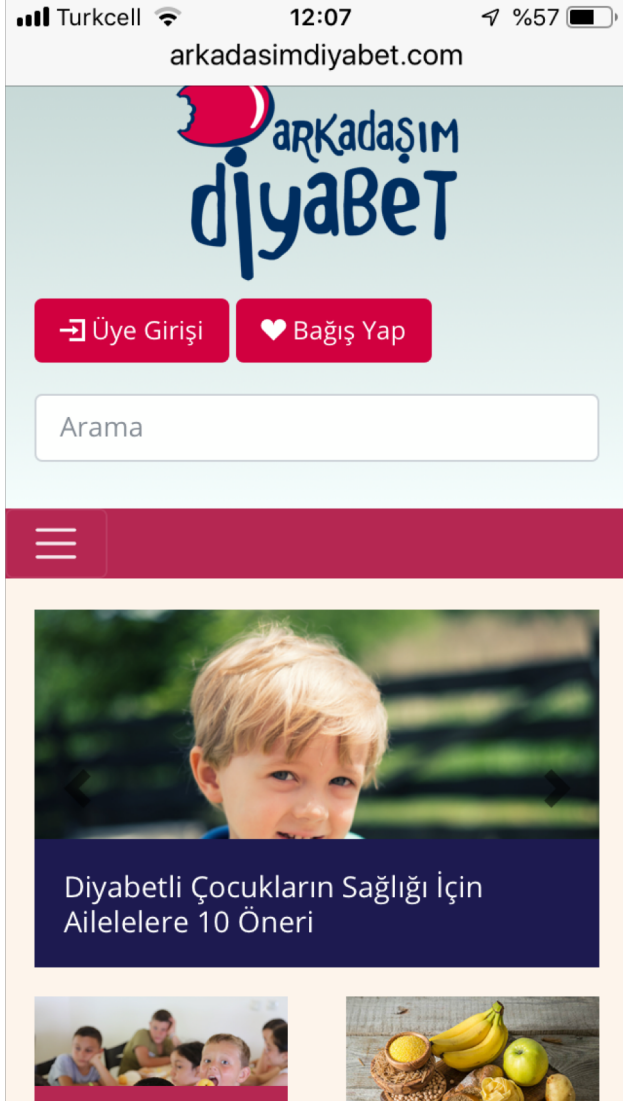 Turkcell 12:07 %57
arkadasimdiyabet.com
arkadaşım
diyabet
Üye Girişi Bağış Yap
Arama
Diyabetli Çocukların Sağlığı İçin
Ailelelere 10 Öneri